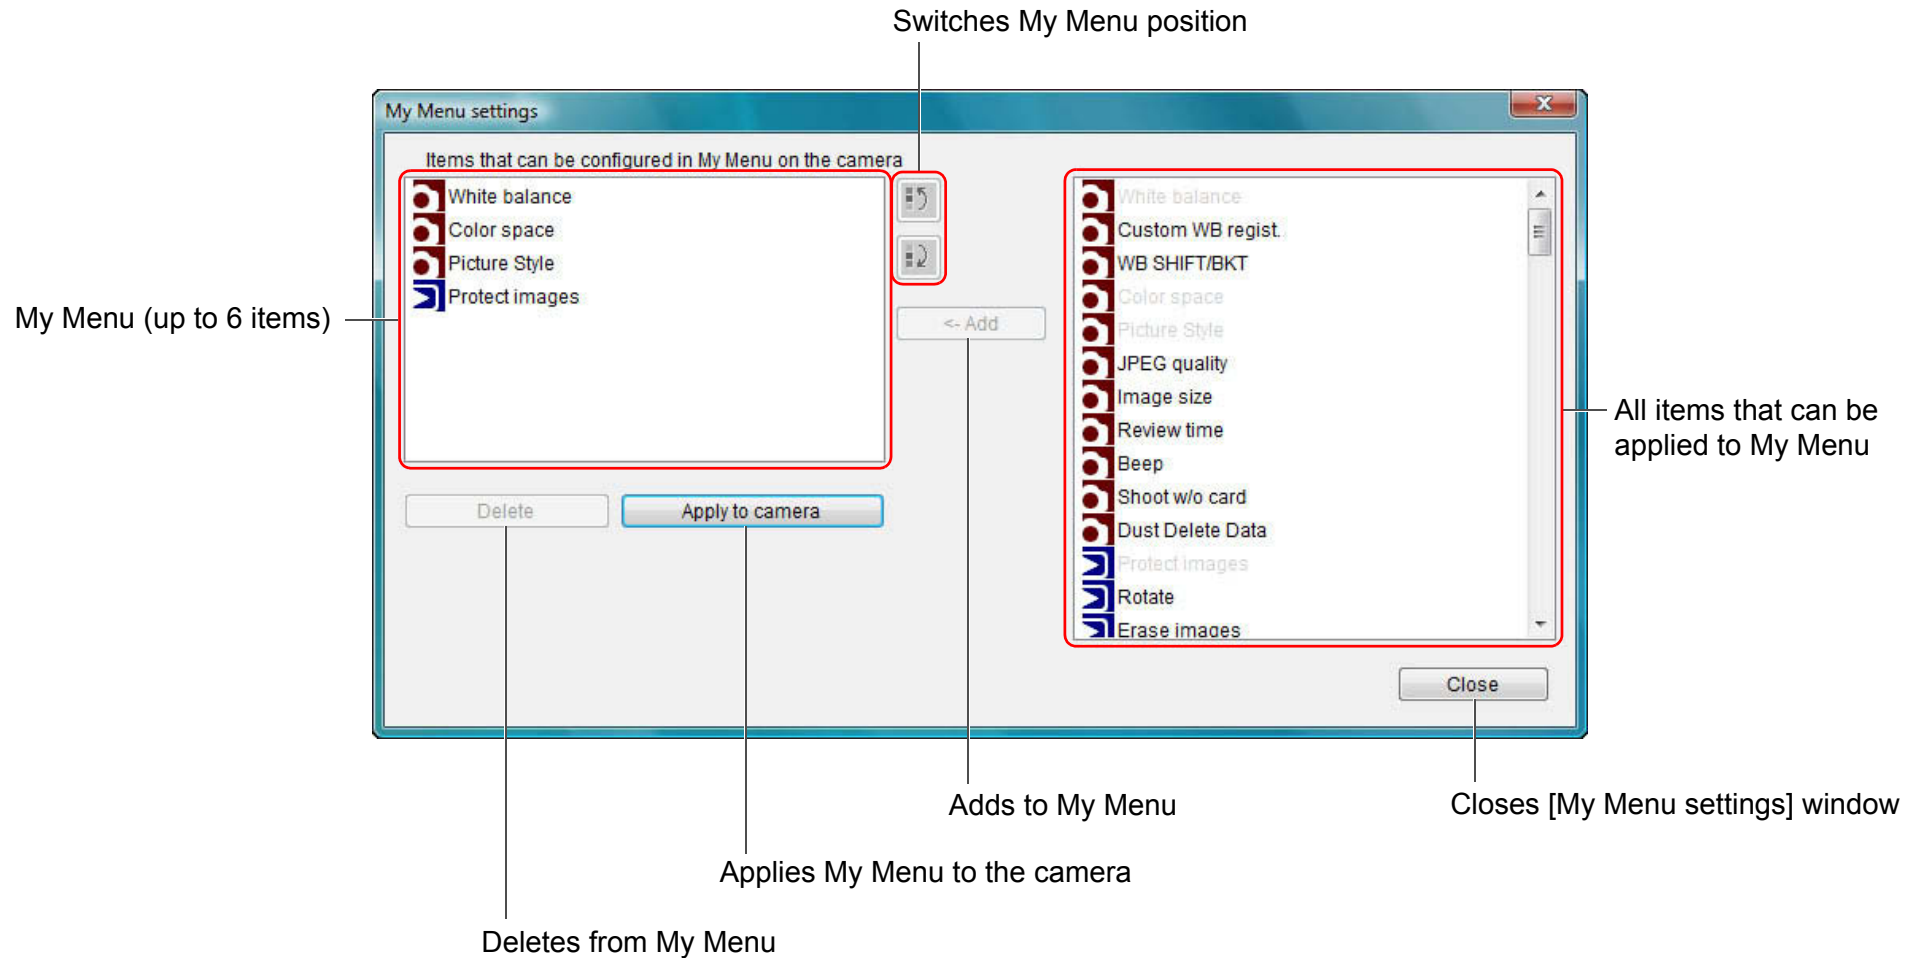 Switches My Menu position
My Menu settings
X
Items that can be configured in My Menu on the camera
White balance
Color space
Picture Style
Protect images
My Menu (up to 6 items)
<- Add
White balance
Custom WB regist.
WB SHIFT/BKT
Color space
Picture Style
JPEG quality
Image size
Review time
Beep
Shoot w/o card
Dust Delete Data
Protect images
Rotate
Erase images
All items that can be
applied to My Menu
Delete
Apply to camera
Close
Adds to My Menu
Closes [My Menu settings] window
Applies My Menu to the camera
Deletes from My Menu